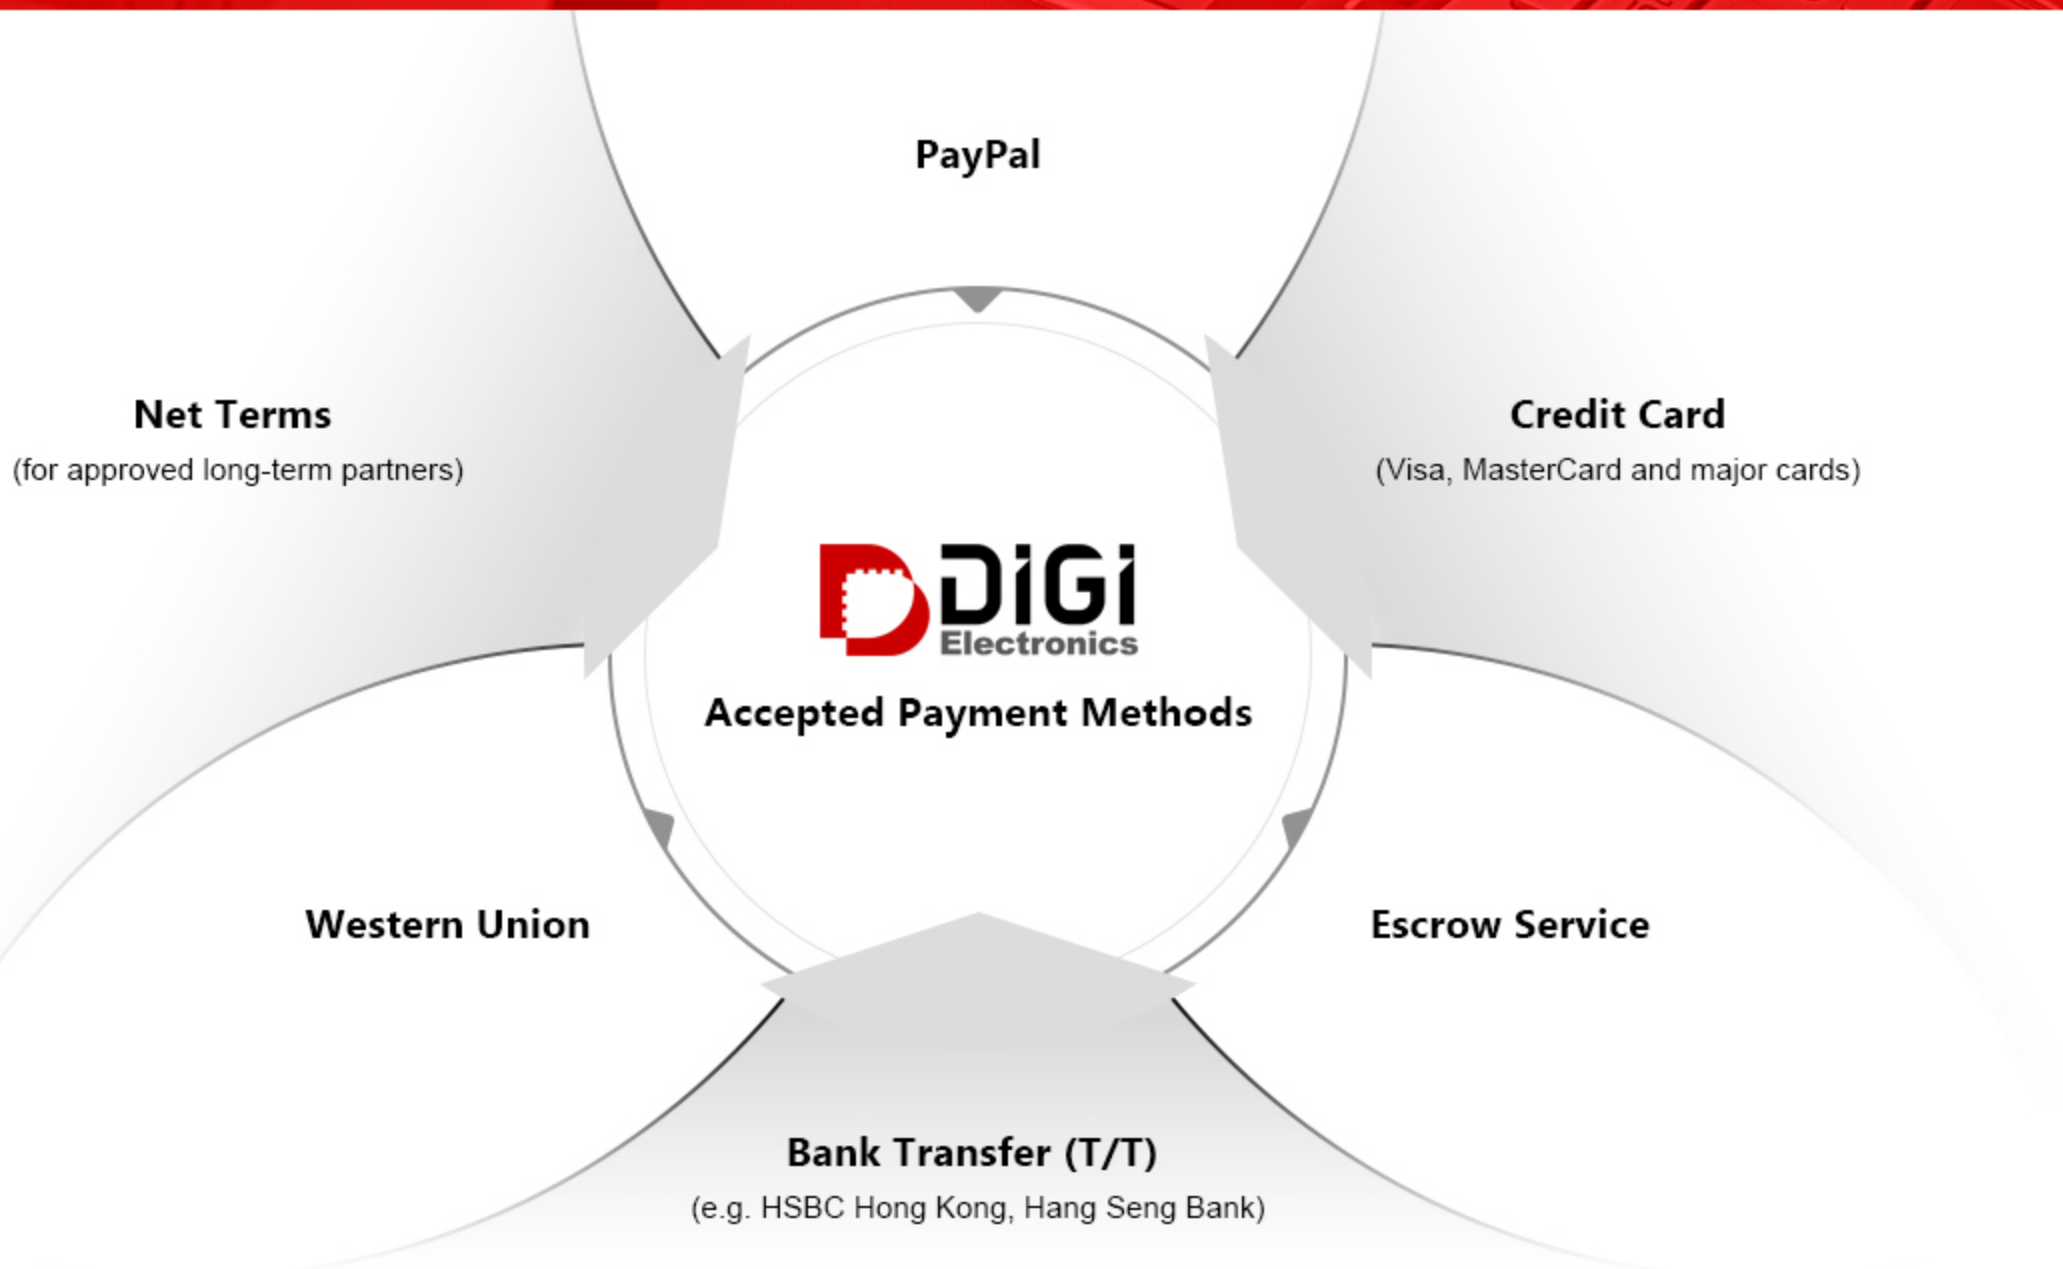 PayPal
Net Terms
(for approved long-term partners)
Credit Card
(Visa, MasterCard and major cards)
DiGi
Electronics
Accepted Payment Methods
Western Union
Escrow Service
Bank Transfer (T/T)
(e.g. HSBC Hong Kong, Hang Seng Bank)